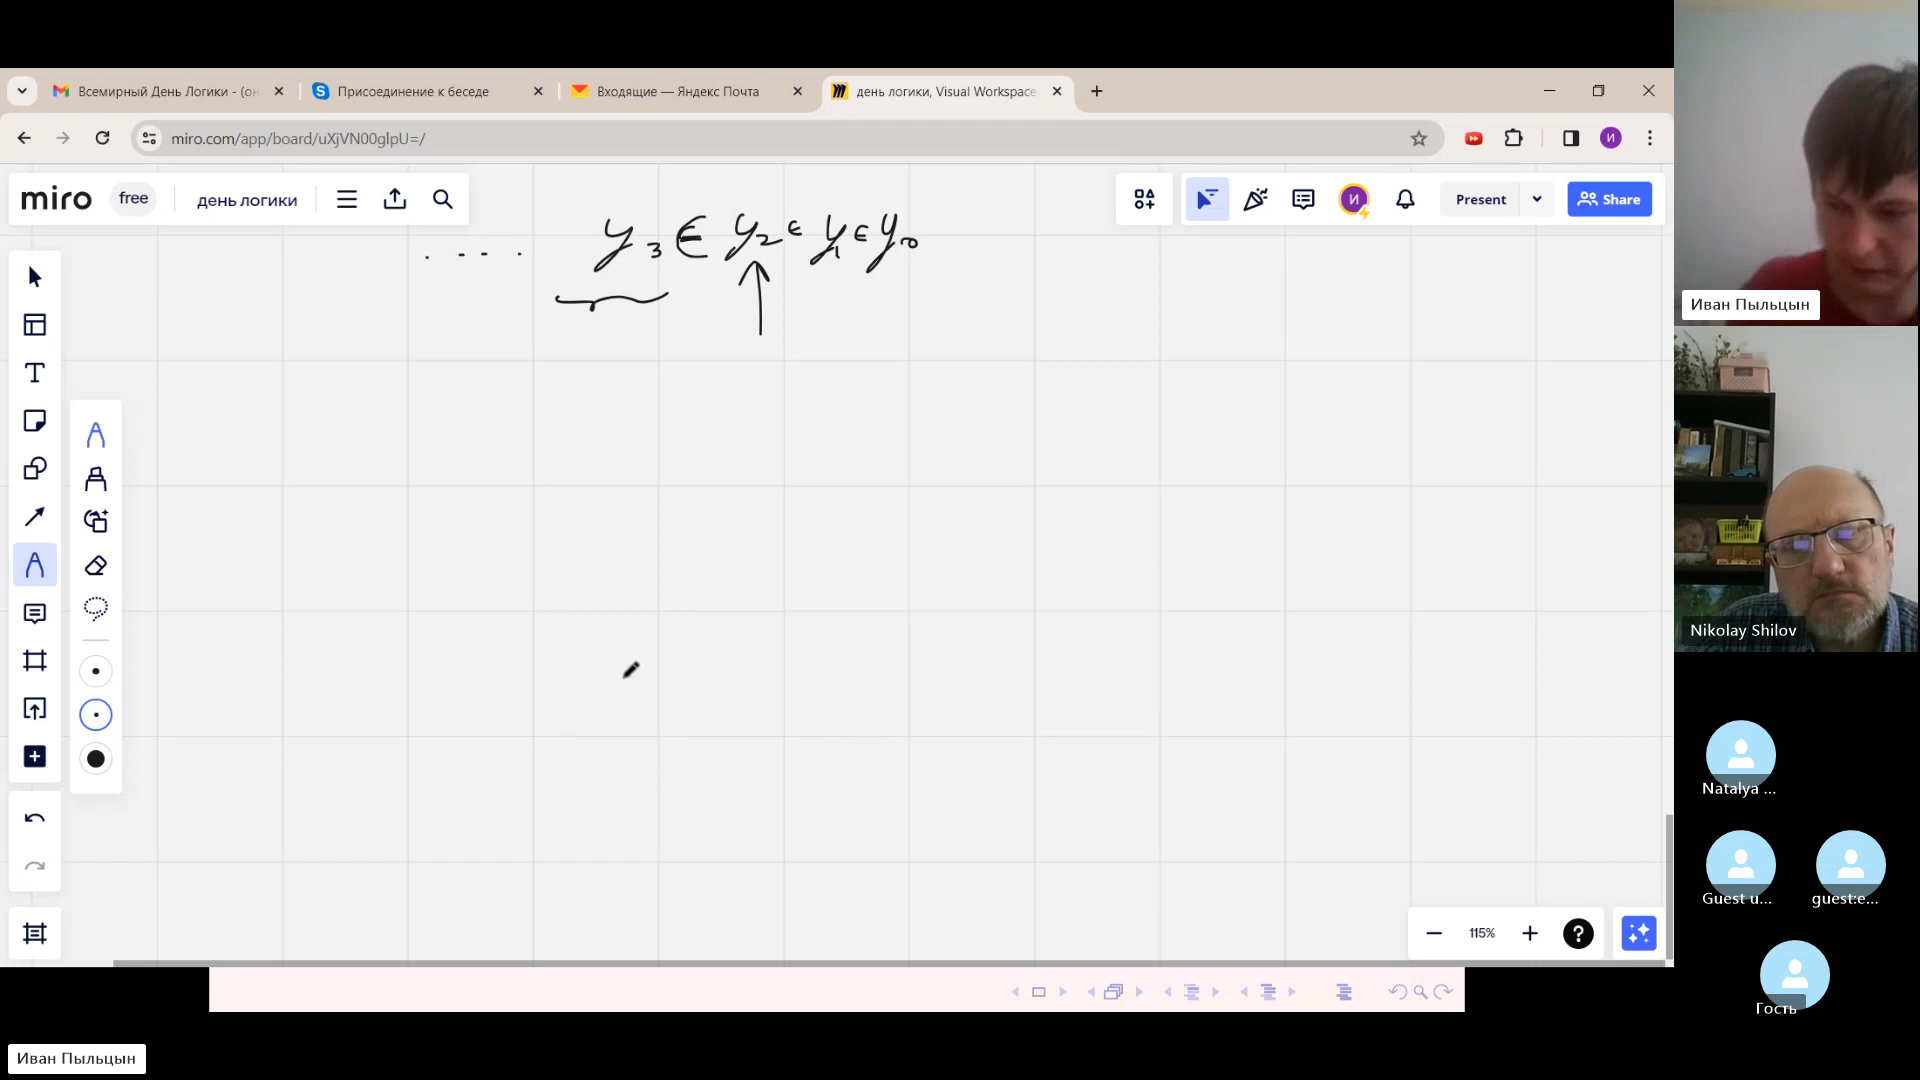 Всемирный День Логики - (он
Присоединение к беседе
Входящие — Яндекс Почта
день логики, Visual Workspace
miro.com/app/board/uXjVN00glpU=/
И
miro
free
день логики
И
Present
Share
. - - . y₃ ∈ y₂ ∈ y₁ ∈ y₀
115%
Иван Пыльцын
Nikolay Shilov
Natalya ...
Guest u...
guest:e...
Гость
Иван Пыльцын